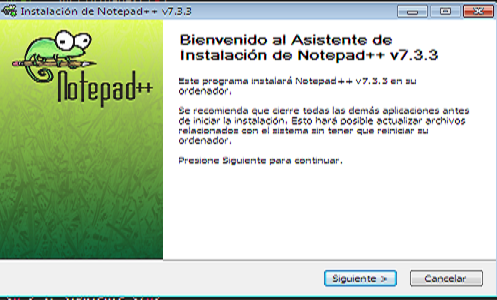 Instalación de Notepad++ v7.3.3
Notepad++
Bienvenido al Asistente de
Instalación de Notepad++ v7.3.3
Este programa instalará Notepad++ v7.3.3 en su
ordenador.
Se recomienda que cierre todas las demás aplicaciones antes
de iniciar la instalación. Esto hará posible actualizar archivos
relacionados con el sistema sin tener que reiniciar su
ordenador.
Presione Siguiente para continuar.
Siguiente >
Cancelar